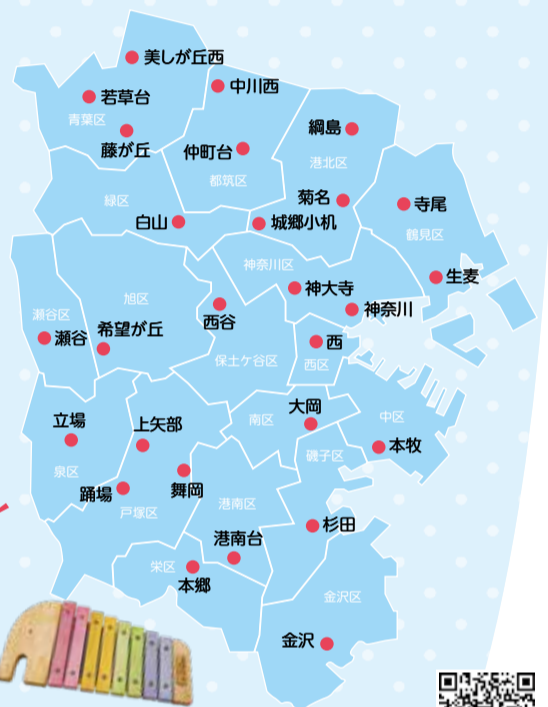 美しが丘西
中川西
若草台
青葉区
綱島
藤が丘
仲町台
港北区
都筑区
緑区
菊名
寺尾
白山
城郷小机
鶴見区
神奈川区
生麦
神大寺
旭区
西谷
神奈川
瀬谷区
希望が丘
瀬谷
西
保土ケ谷区
西区
大岡
立場
上矢部
南区
中区
本牧
磯子区
泉区
舞岡
踊場
港南区
戸塚区
杉田
港南台
栄区
本郷
金沢区
金沢